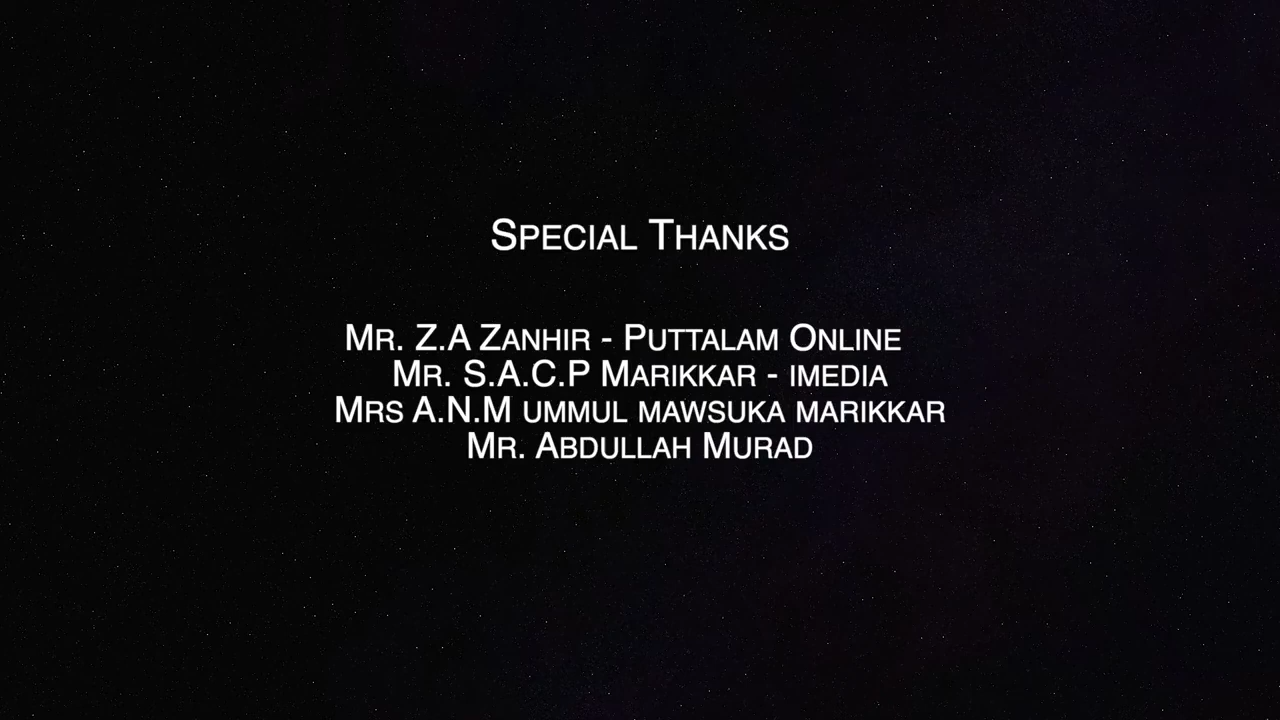 Special Thanks
Mr. Z.A Zanhir - Puttalam Online
Mr. S.A.C.P Marikkar - imedia
Mrs A.N.M ummul mawsuka marikkar
Mr. Abdullah Murad